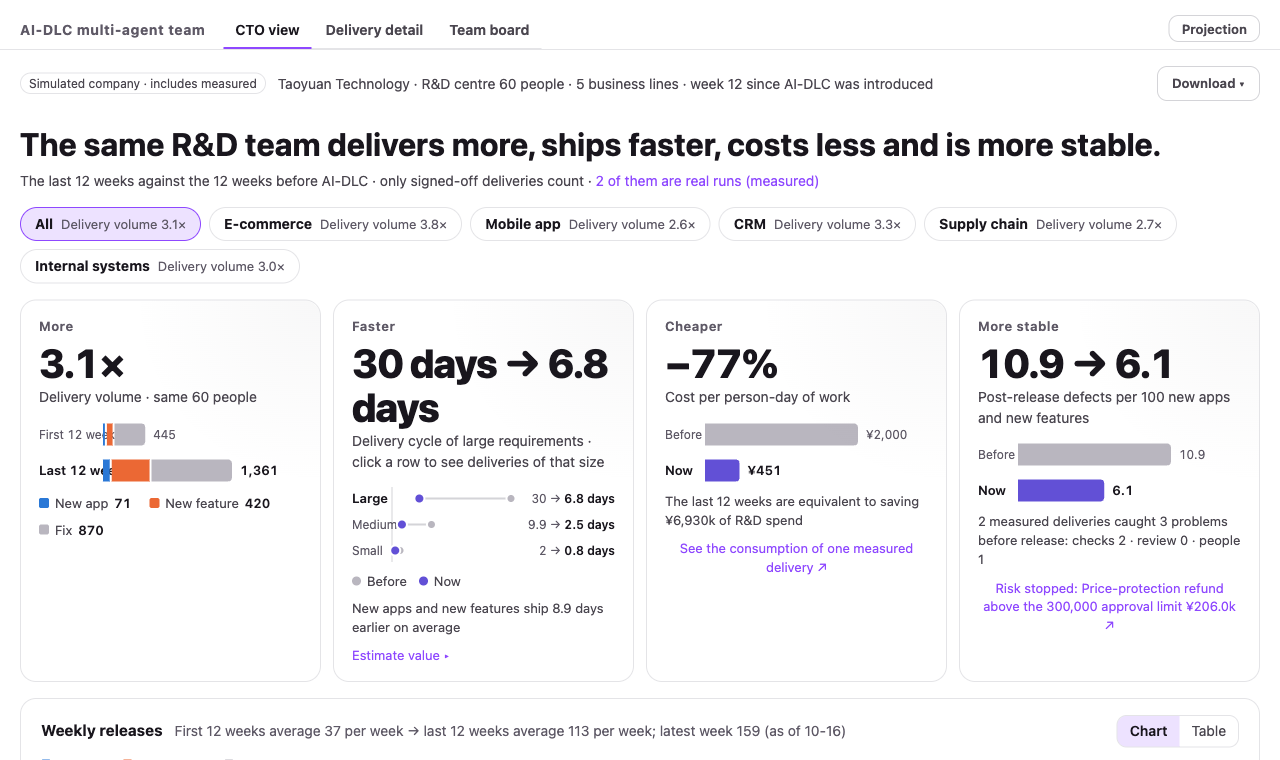 AI-DLC multi-agent team
CTO view
Delivery detail
Team board
Projection
Simulated company · includes measured
Taoyuan Technology · R&D centre 60 people · 5 business lines · week 12 since AI-DLC was introduced
Download ▾
The same R&D team delivers more, ships faster, costs less and is more stable.
The last 12 weeks against the 12 weeks before AI-DLC · only signed-off deliveries count · 2 of them are real runs (measured)
All Delivery volume 3.1×
E-commerce Delivery volume 3.8×
Mobile app Delivery volume 2.6×
CRM Delivery volume 3.3×
Supply chain Delivery volume 2.7×
Internal systems Delivery volume 3.0×
More
3.1×
Delivery volume · same 60 people
First 12 445
Last 12 1,361
New app 71
New feature 420
Fix 870
Faster
30 days → 6.8
days
Delivery cycle of large requirements ·
click a row to see deliveries of that size
Large 30 → 6.8 days
Medium 9.9 → 2.5 days
Small 2 → 0.8 days
Before
Now
New apps and new features ship 8.9 days
earlier on average
Estimate value ▸
Cheaper
−77%
Cost per person-day of work
Before ¥2,000
Now ¥451
The last 12 weeks are equivalent to saving
¥6,930k of R&D spend
See the consumption of one measured
delivery ↗
More stable
10.9 → 6.1
Post-release defects per 100 new apps
and new features
Before 10.9
Now 6.1
2 measured deliveries caught 3 problems
before release: checks 2 · review 0 · people
1
Risk stopped: Price-protection refund
above the 300,000 approval limit ¥206.0k
↗
Weekly releases
First 12 weeks average 37 per week → last 12 weeks average 113 per week; latest week 159 (as of 10-16)
Chart
Table